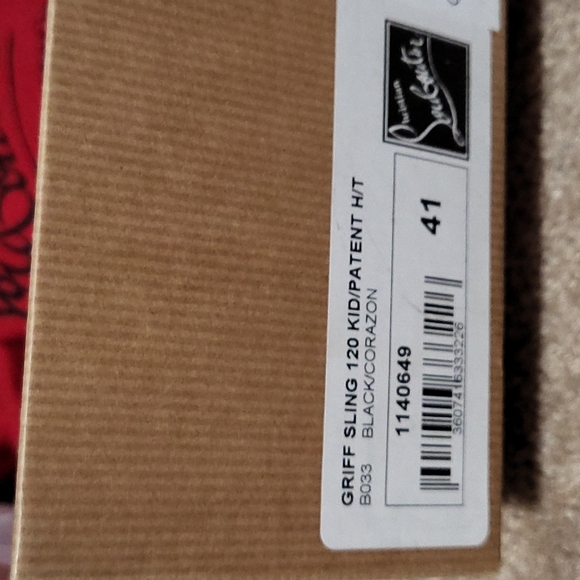 Christian
Louboutin
GRIFF SLING 120 KID/PATENT H/T
B033 BLACK/CORAZON
1140649
41
3607416333226